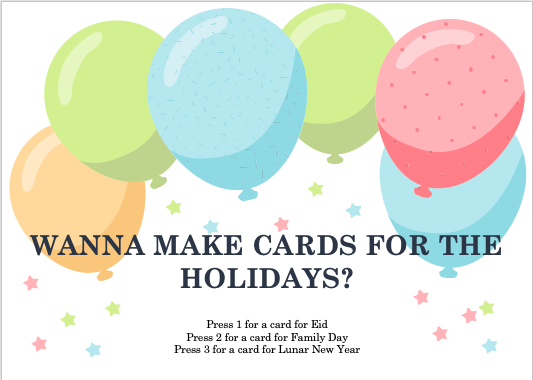 WANNA MAKE CARDS FOR THE
HOLIDAYS?
Press 1 for a card for Eid
Press 2 for a card for Family Day
Press 3 for a card for Lunar New Year